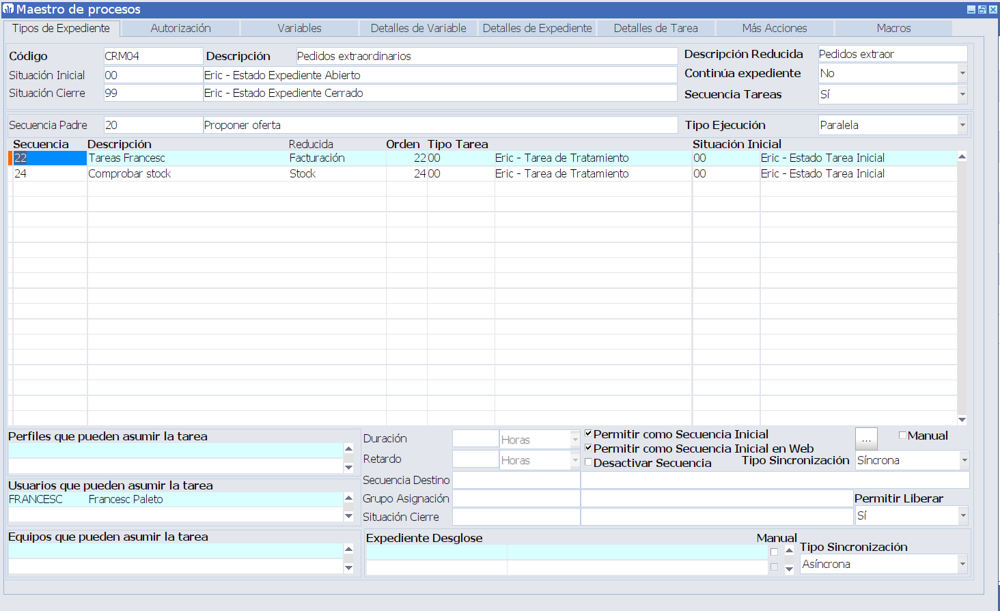 Maestro de procesos
Tipos de Expediente Autorización Variables Detalles de Variable Detalles de Expediente Detalles de Tarea Más Acciones Macros
Código CRM04 Descripción Pedidos extraordinarios Descripción Reducida Pedidos extraor
Situación Inicial 00 Eric - Estado Expediente Abierto Continúa expediente No
Situación Cierre 99 Eric - Estado Expediente Cerrado Secuencia Tareas Sí
Secuencia Padre 20 Proponer oferta Tipo Ejecución Paralela
Secuencia Descripción Reducida Orden Tipo Tarea Situación Inicial
22 Tareas Francesc Facturación 22 00 Eric - Tarea de Tratamiento 00 Eric - Estado Tarea Inicial
24 Comprobar stock Stock 24 00 Eric - Tarea de Tratamiento 00 Eric - Estado Tarea Inicial
Perfiles que pueden asumir la tarea
Usuarios que pueden asumir la tarea
FRANCESC Francesc Paleto
Equipos que pueden asumir la tarea
Duración Horas
Retardo Horas
Permitir como Secuencia Inicial ... Manual
Permitir como Secuencia Inicial en Web
Desactivar Secuencia Tipo Sincronización Síncrona
Secuencia Destino
Grupo Asignación Permitir Liberar
Situación Cierre Sí
Expediente Desglose Manual Tipo Sincronización
Asíncrona